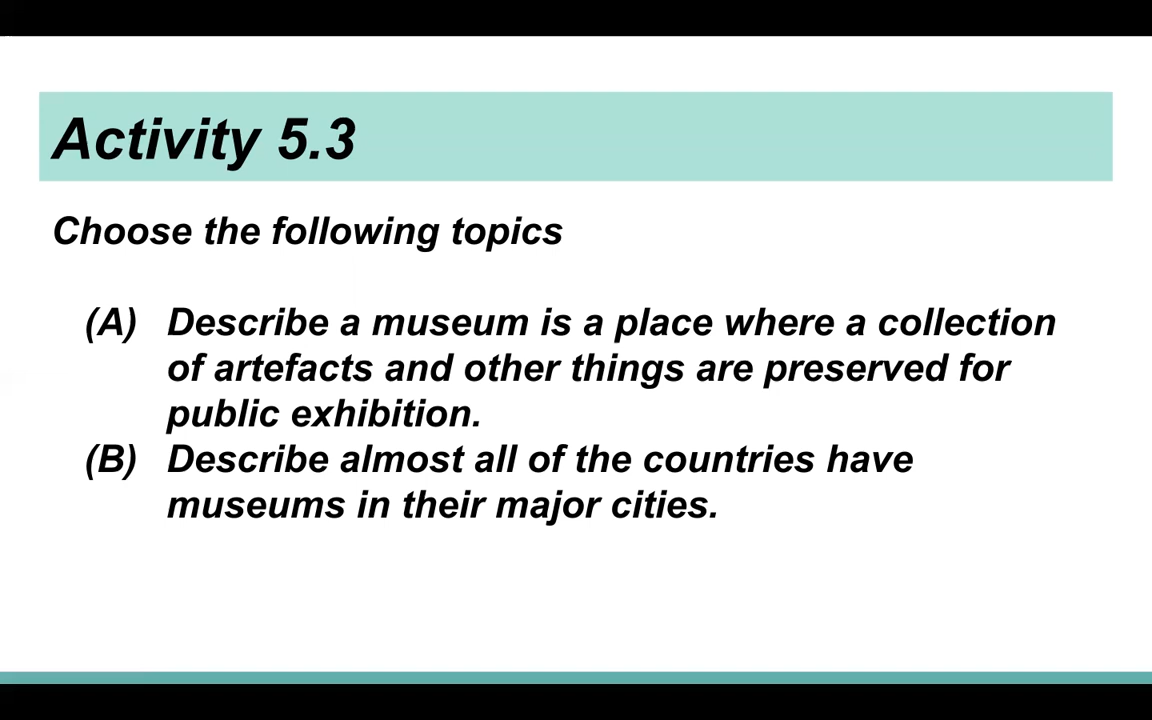 Activity 5.3
Choose the following topics
(A) Describe a museum is a place where a collection
of artefacts and other things are preserved for
public exhibition.
(B) Describe almost all of the countries have
museums in their major cities.